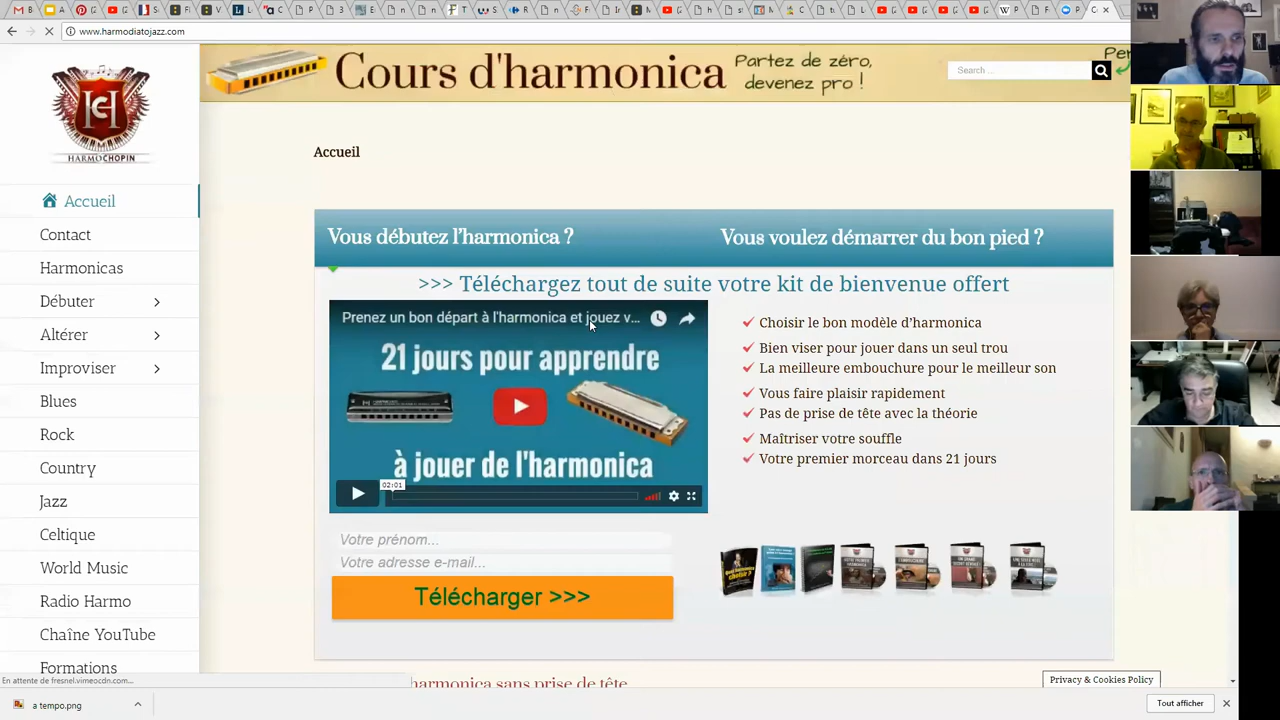 www.harmodiatojazz.com
Cours d'harmonica
Partez de zéro,
devenez pro !
Search ...
HC
HARMOCHOPIN
Accueil
Contact
Harmonicas
Débuter
Altérer
Improviser
Blues
Rock
Country
Jazz
Celtique
World Music
Radio Harmo
Chaîne YouTube
Formations
Accueil
Vous débutez l'harmonica ?
Vous voulez démarrer du bon pied ?
>>> Téléchargez tout de suite votre kit de bienvenue offert
Prenez un bon départ à l'harmonica et jouez v...
21 jours pour apprendre
à jouer de l'harmonica
02:01
Choisir le bon modèle d'harmonica
Bien viser pour jouer dans un seul trou
La meilleure embouchure pour le meilleur son
Vous faire plaisir rapidement
Pas de prise de tête avec la théorie
Maîtriser votre souffle
Votre premier morceau dans 21 jours
Votre prénom...
Votre adresse e-mail...
Télécharger >>>
harmonica sans prise de tête
Privacy & Cookies Policy
En attente de fresnel.vimeocdn.com...
a tempo.png
Tout afficher